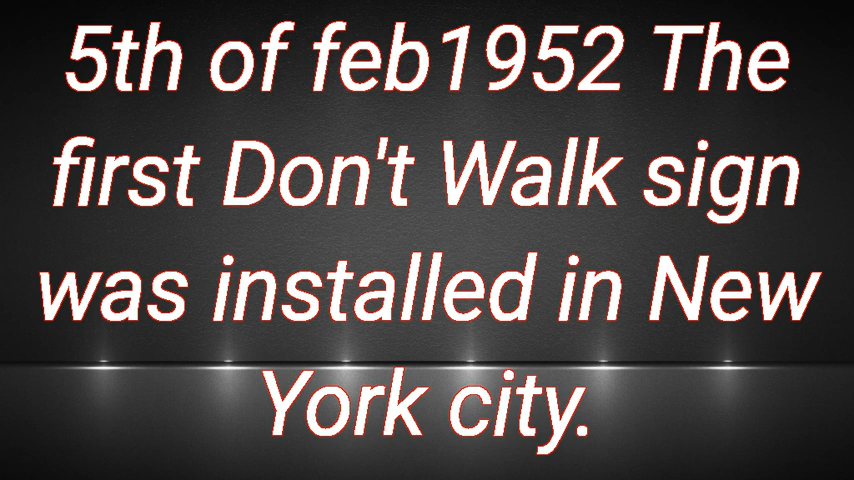 5th of feb1952 The
first Don't Walk sign
was installed in New
York city.